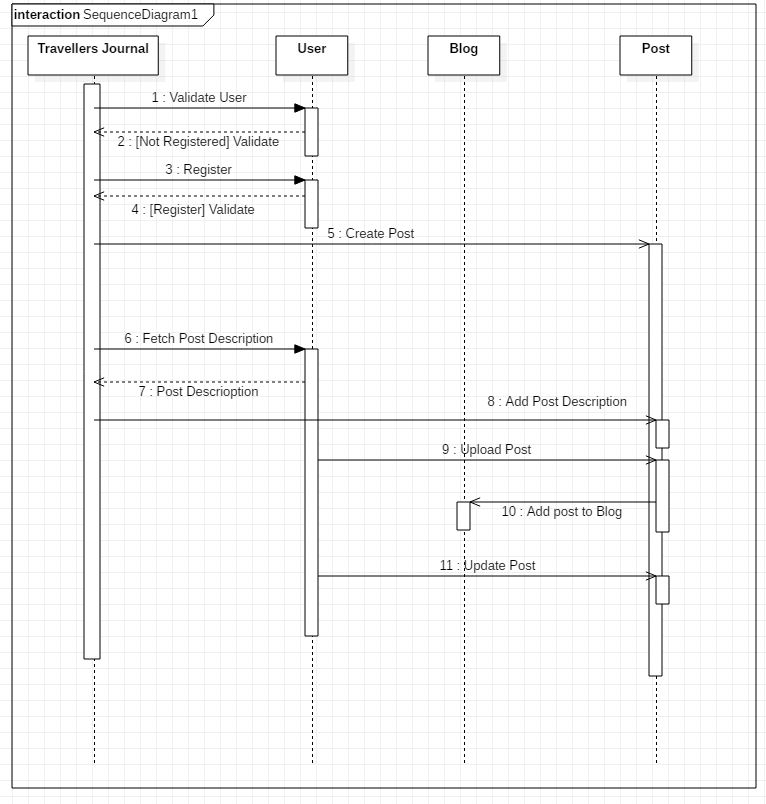 interaction SequenceDiagram1
Travellers Journal
User
Blog
Post
1 : Validate User
2 : [Not Registered] Validate
3 : Register
4 : [Register] Validate
5 : Create Post
6 : Fetch Post Description
7 : Post Descrioption
8 : Add Post Description
9 : Upload Post
10 : Add post to Blog
11 : Update Post